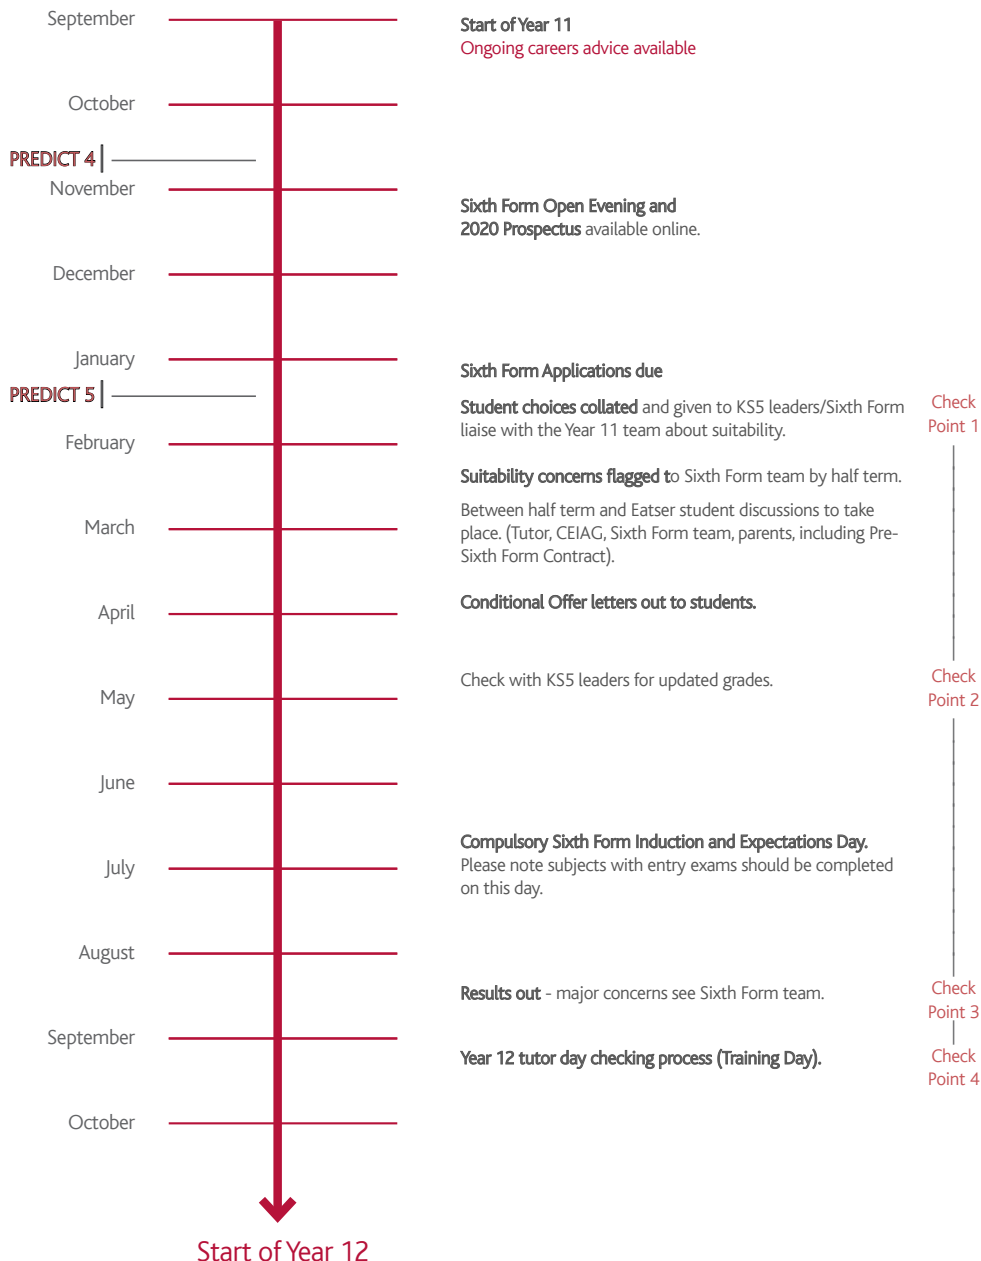 September
Start of Year 11
Ongoing careers advice available
October
PREDICT 4
November
Sixth Form Open Evening and
2020 Prospectus available online.
December
January
Sixth Form Applications due
PREDICT 5
Student choices collated and given to KS5 leaders/Sixth Form
liaise with the Year 11 team about suitability.
Check
Point 1
February
Suitability concerns flagged to Sixth Form team by half term.
Between half term and Eatser student discussions to take
place. (Tutor, CEIAG, Sixth Form team, parents, including Pre-
Sixth Form Contract).
March
April
Conditional Offer letters out to students.
Check with KS5 leaders for updated grades.
Check
Point 2
May
June
Compulsory Sixth Form Induction and Expectations Day.
Please note subjects with entry exams should be completed
on this day.
July
August
Results out - major concerns see Sixth Form team.
Check
Point 3
September
Year 12 tutor day checking process (Training Day).
Check
Point 4
October
Start of Year 12